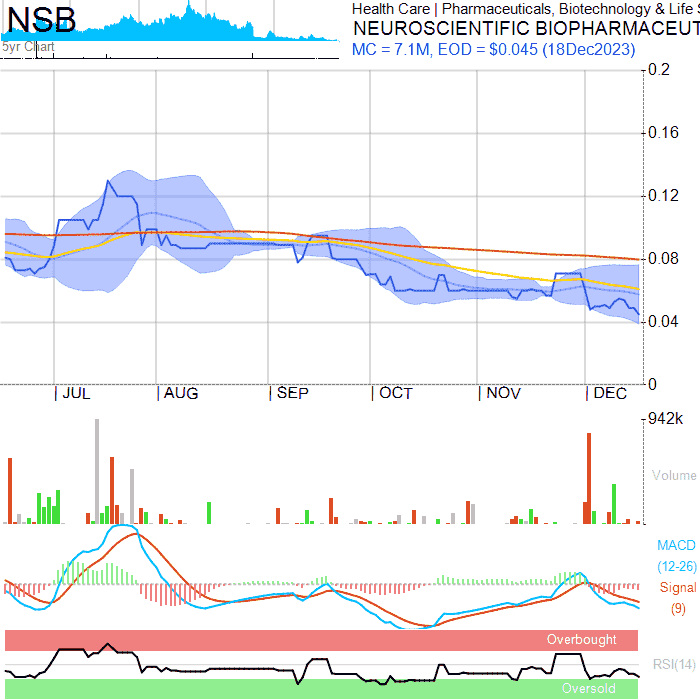 NSB
5yr Chart
Health Care | Pharmaceuticals, Biotechnology & Life S
NEUROSCIENTIFIC BIOPHARMACEUT
MC = 7.1M, EOD = $0.045 (18Dec2023)
0.2
0.16
0.12
0.08
0.04
0
JUL AUG SEP OCT NOV DEC
942k
Volume
MACD
(12-26)
Signal
(9)
Overbought
RSI(14)
Oversold